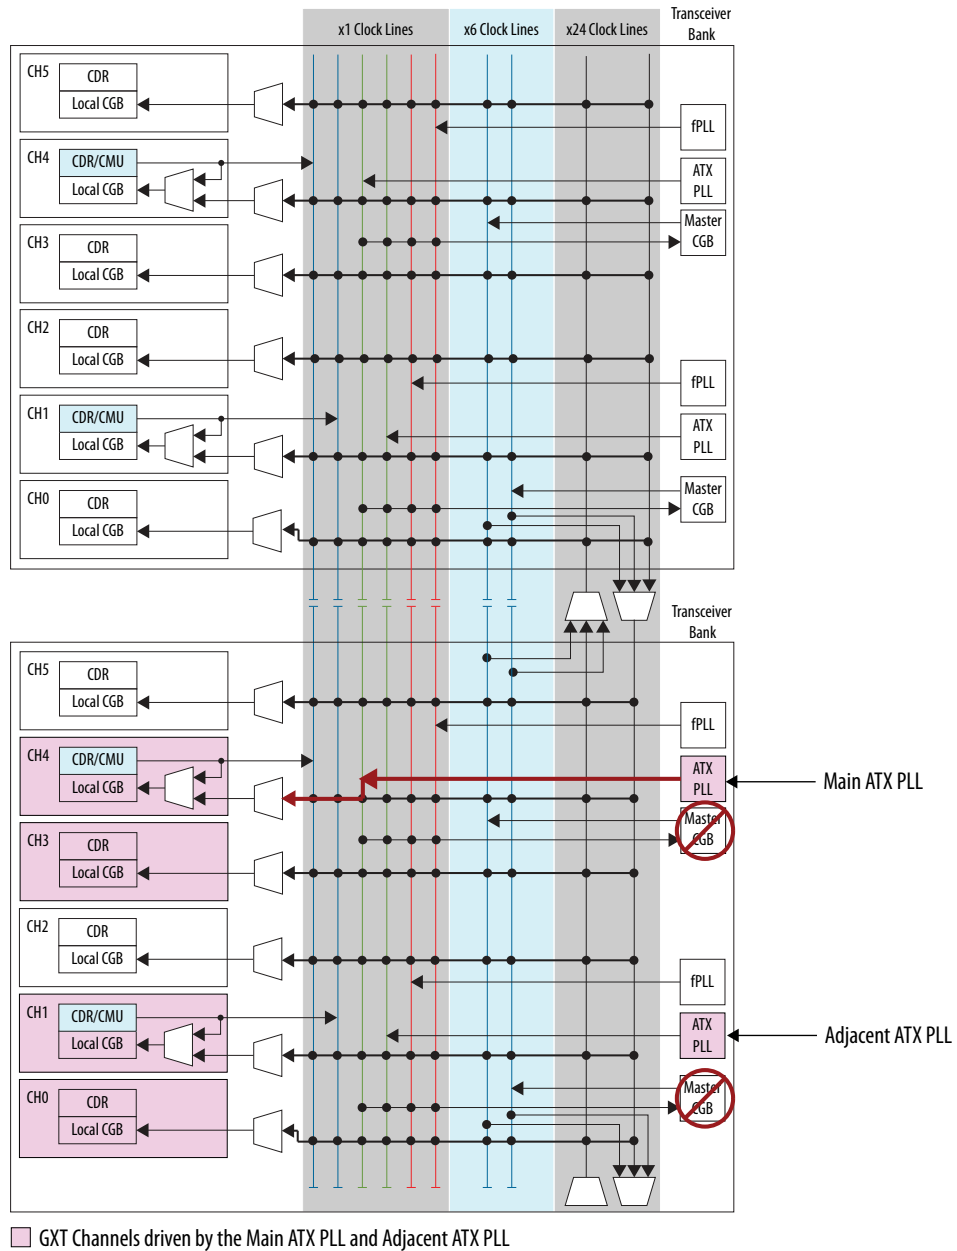 x1 Clock Lines
x6 Clock Lines
x24 Clock Lines
Transceiver
Bank
CH5
CDR
Local CGB
fPLL
CH4
CDR/CMU
Local CGB
ATX
PLL
Master
CGB
CH3
CDR
Local CGB
CH2
CDR
Local CGB
fPLL
CH1
CDR/CMU
Local CGB
ATX
PLL
Master
CGB
CH0
CDR
Local CGB
Transceiver
Bank
CH5
CDR
Local CGB
fPLL
CH4
CDR/CMU
Local CGB
ATX
PLL
Main ATX PLL
Master
CGB
CH3
CDR
Local CGB
CH2
CDR
Local CGB
fPLL
CH1
CDR/CMU
Local CGB
ATX
PLL
Adjacent ATX PLL
Master
CGB
CH0
CDR
Local CGB
GXT Channels driven by the Main ATX PLL and Adjacent ATX PLL